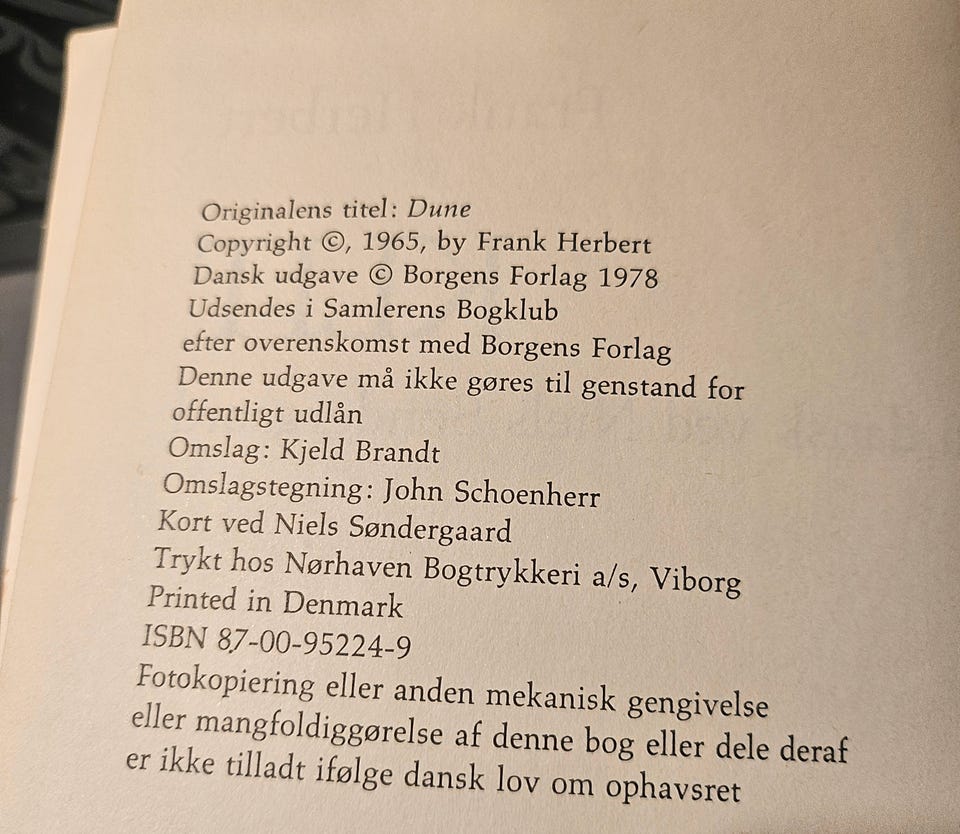 Originalens titel: Dune
Copyright ©, 1965, by Frank Herbert
Dansk udgave © Borgens Forlag 1978
Udsendes i Samlerens Bogklub
efter overenskomst med Borgens Forlag
Denne udgave må ikke gøres til genstand for
offentligt udlån
Omslag: Kjeld Brandt
Omslagstegning: John Schoenherr
Kort ved Niels Søndergaard
Trykt hos Nørhaven Bogtrykkeri a/s, Viborg
Printed in Denmark
ISBN 87-00-95224-9
Fotokopiering eller anden mekanisk gengivelse
eller mangfoldiggørelse af denne bog eller dele deraf
er ikke tilladt ifølge dansk lov om ophavsret